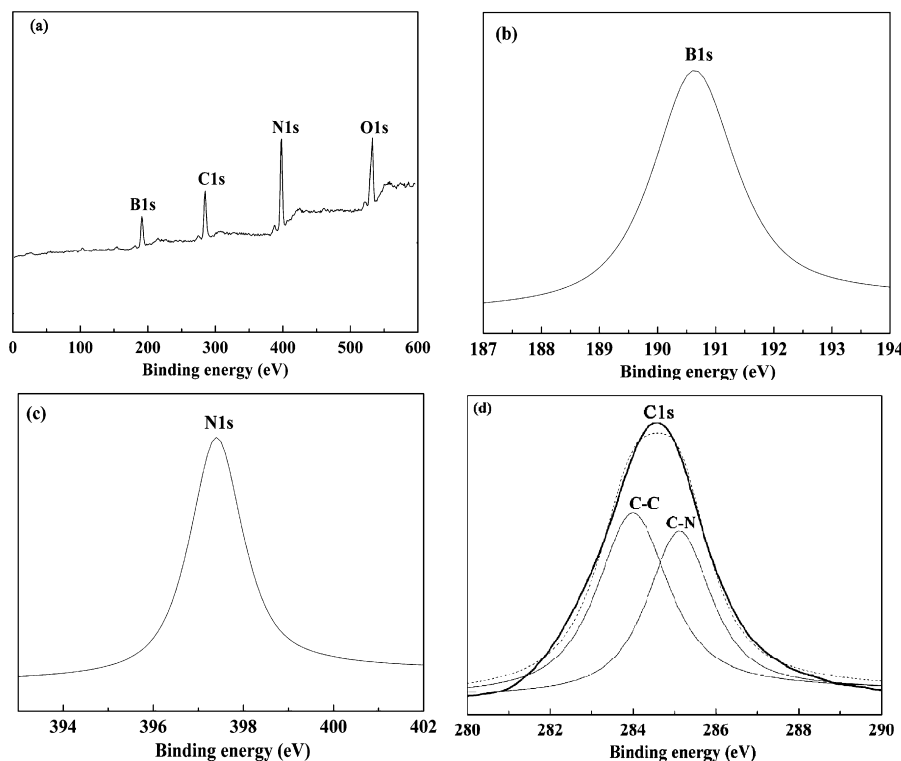 (a)
B1s
C1s
N1s
O1s
0 100 200 300 400 500 600
Binding energy (eV)
(b)
B1s
187 188 189 190 191 192 193 194
Binding energy (eV)
(c)
N1s
394 396 398 400 402
Binding energy (eV)
(d)
C1s
C-C
C-N
280 282 284 286 288 290
Binding energy (eV)